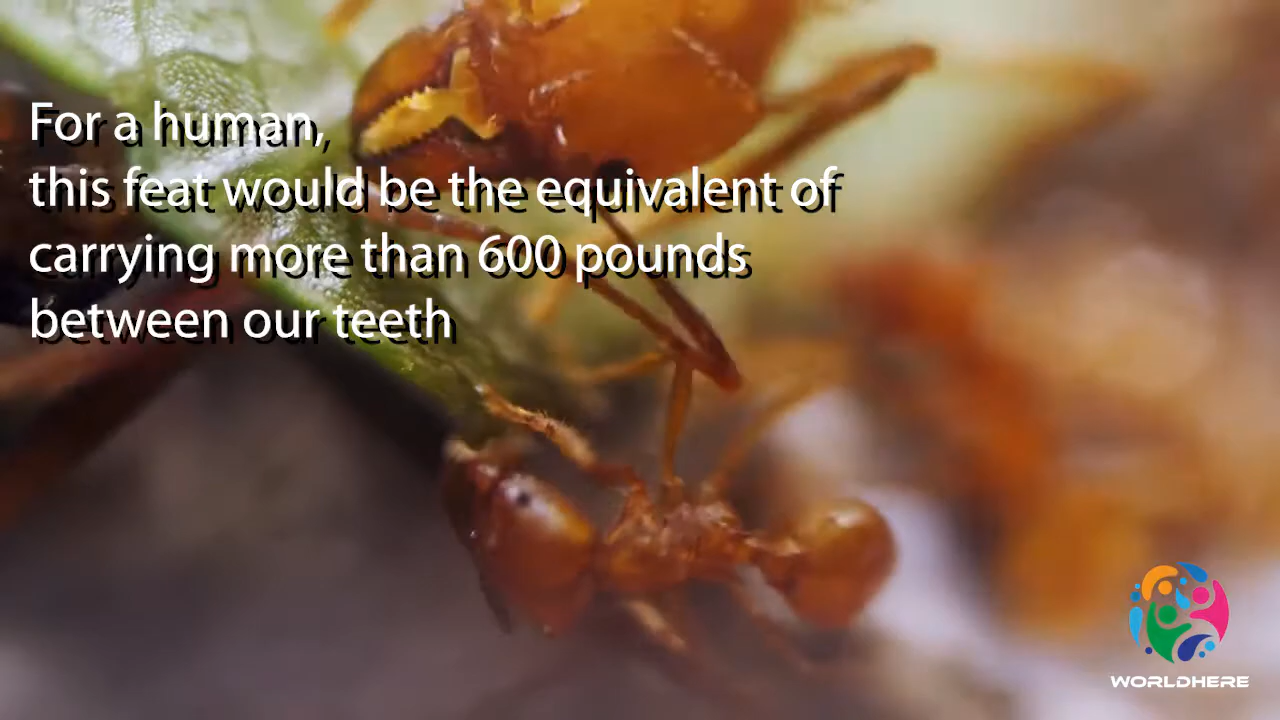 For a human,
this feat would be the equivalent of
carrying more than 600 pounds
between our teeth
WORLDHERE